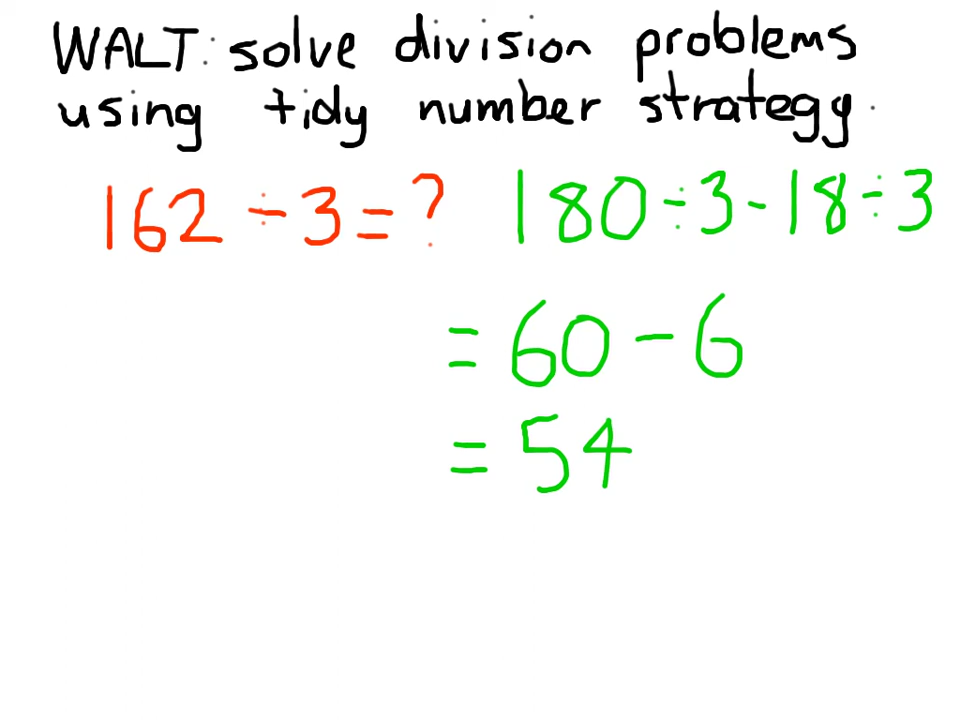 WALT: solve division problems
using tidy number strategy.
162 ÷ 3 = ? 180 ÷ 3 - 18 ÷ 3
= 60 - 6
= 54